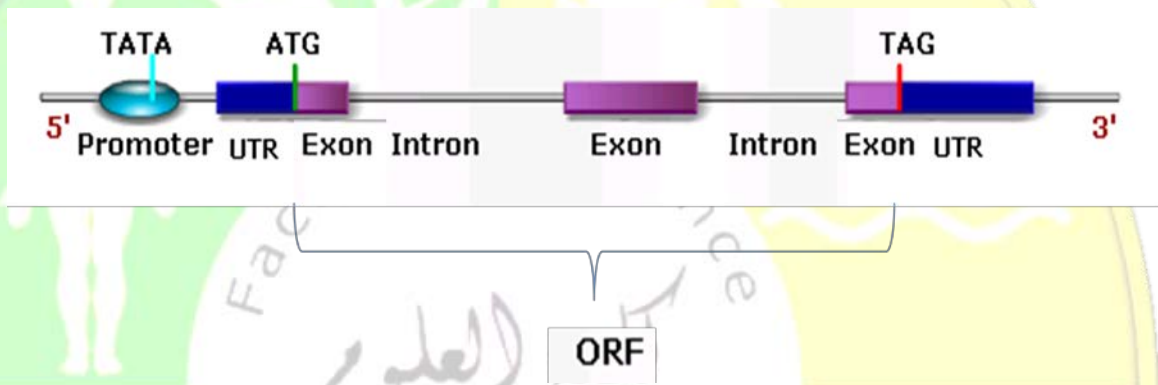 TATA ATG TAG
5' 3'
Promoter UTR Exon Intron Exon Intron Exon UTR
ORF